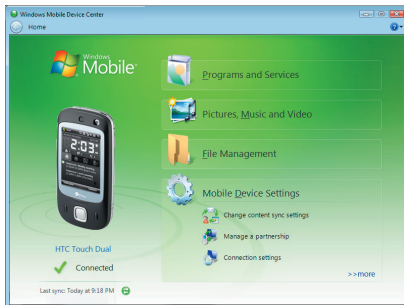 Windows Mobile Device Center
Home
Windows
Mobile
Programs and Services
Pictures, Music and Video
File Management
Mobile Device Settings
Change content sync settings
Manage a partnership
Connection settings
>>more
2:03
HTC Touch Dual
Connected
Last sync: Today at 9:18 PM